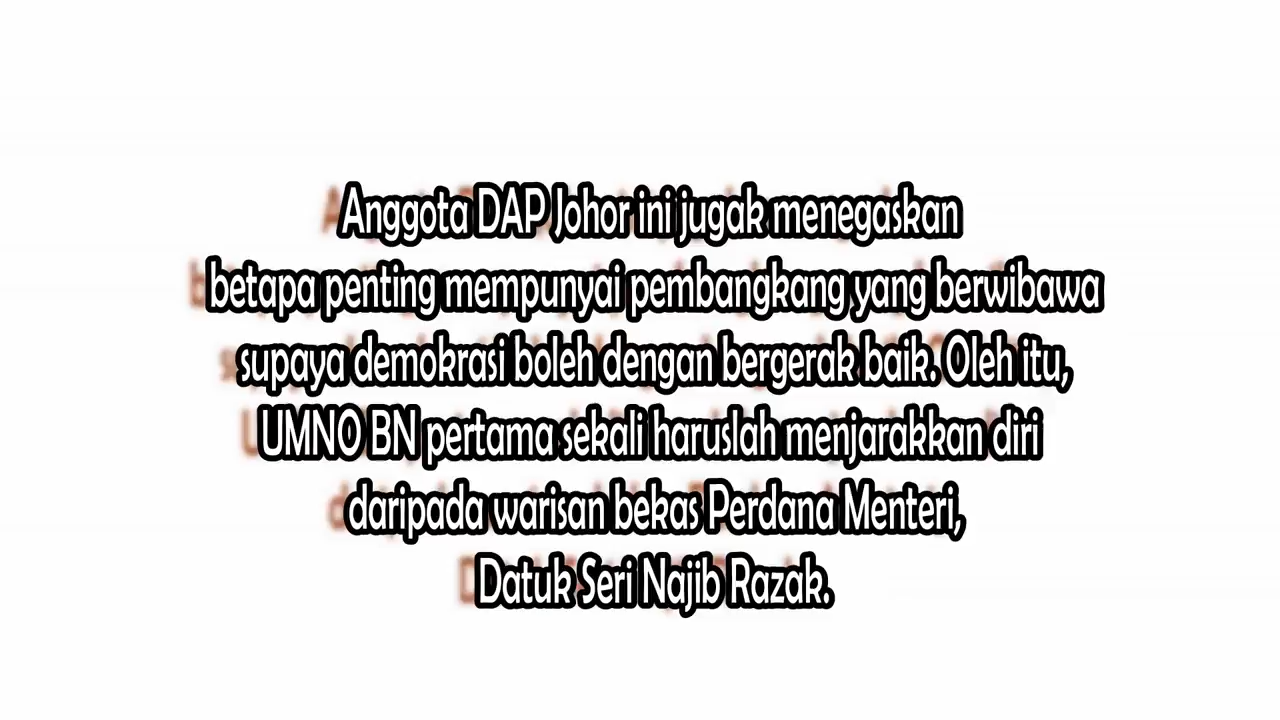 Anggota DAP Johor ini jugak menegaskan
betapa penting mempunyai pembangkang yang berwibawa
supaya demokrasi boleh dengan bergerak baik. Oleh itu,
UMNO BN pertama sekali haruslah menjarakkan diri
daripada warisan bekas Perdana Menteri,
Datuk Seri Najib Razak.